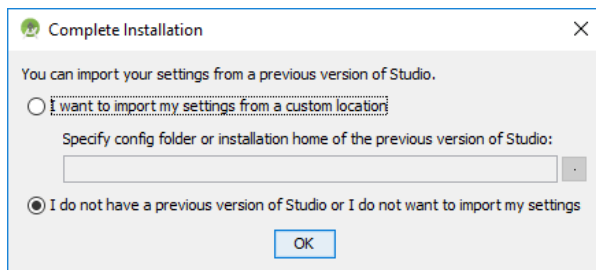 Complete Installation
You can import your settings from a previous version of Studio.
I want to import my settings from a custom location
Specify config folder or installation home of the previous version of Studio:
.
I do not have a previous version of Studio or I do not want to import my settings
OK